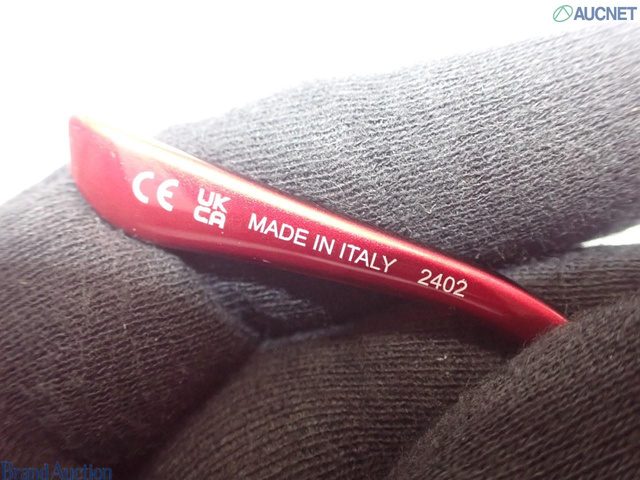 AUCNET
CE UK CA MADE IN ITALY 2402
Brand Auction